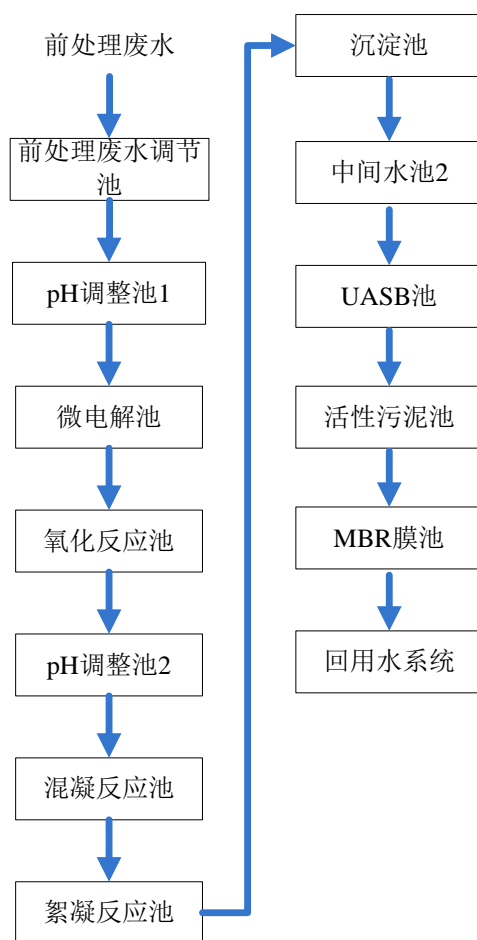 前处理废水
前处理废水调节
池
pH调整池1
微电解池
氧化反应池
pH调整池2
混凝反应池
絮凝反应池
沉淀池
中间水池2
UASB池
活性污泥池
MBR膜池
回用水系统